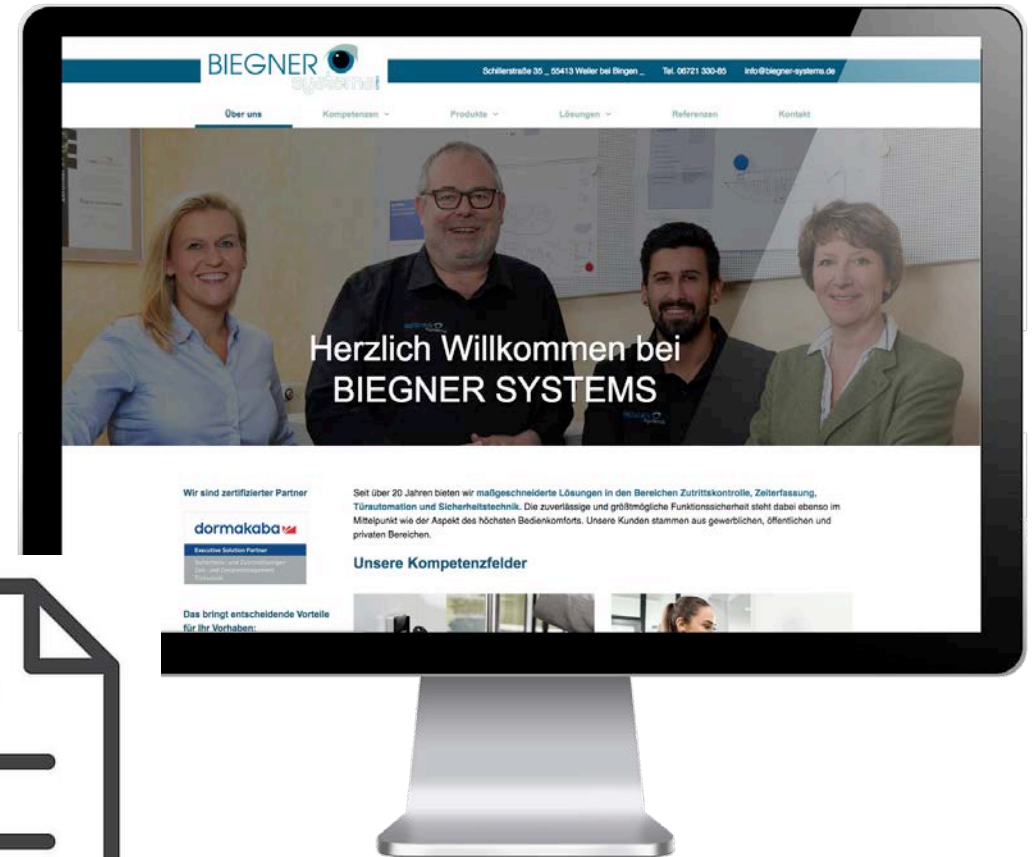 BIEGNER
systems
Schillerstraße 35 _ 55413 Weiler bei Bingen _ Tel. 06721 330-85 info@biegner-systems.de
Über uns Kompetenzen Produkte Lösungen Referenzen Kontakt
Herzlich Willkommen bei
BIEGNER SYSTEMS
Wir sind zertifizierter Partner
dormakaba
Executive Solution Partner
Das bringt entscheidende Vorteile
für Ihr Vorhaben:
Seit über 20 Jahren bieten wir maßgeschneiderte Lösungen in den Bereichen Zutrittskontrolle, Zeiterfassung,
Türautomation und Sicherheitstechnik. Die zuverlässige und größtmögliche Funktionssicherheit steht dabei ebenso im
Mittelpunkt wie der Aspekt des höchsten Bedienkomforts. Unsere Kunden stammen aus gewerblichen, öffentlichen und
privaten Bereichen.
Unsere Kompetenzfelder